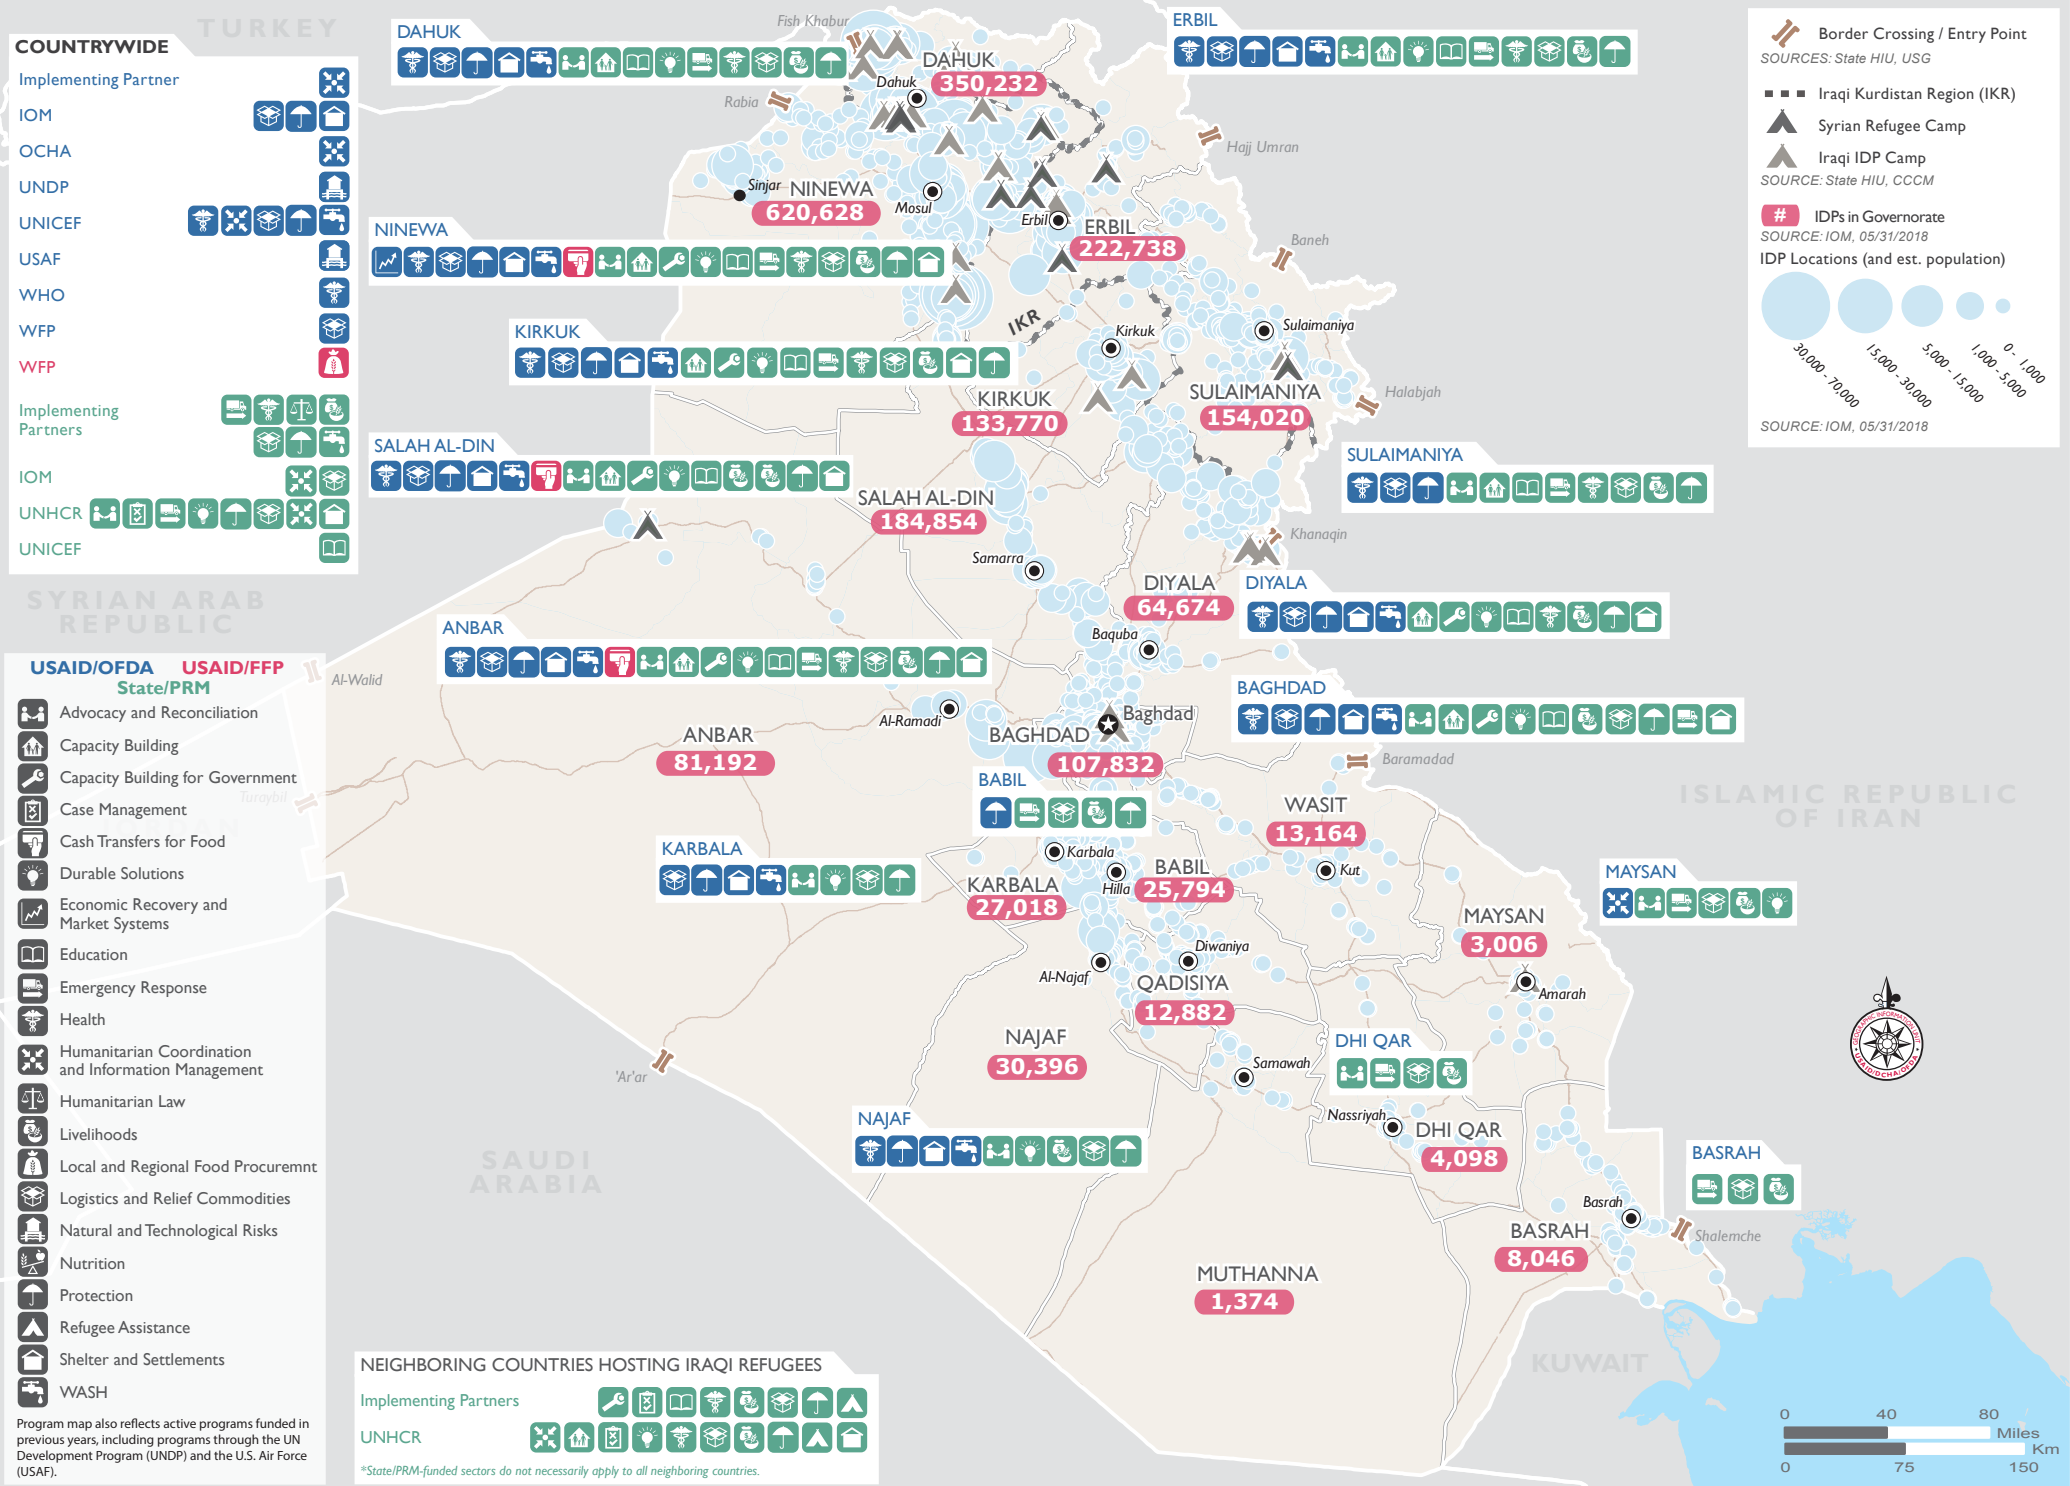 TURKEY
COUNTRYWIDE
Implementing Partner
IOM
OCHA
UNDP
UNICEF
USAF
WHO
WFP
WFP
Implementing
Partners
IOM
UNHCR
UNICEF
SYRIAN ARAB
REPUBLIC
USAID/OFDA USAID/FFP
State/PRM
Advocacy and Reconciliation
Capacity Building
Capacity Building for Government
Case Management
Cash Transfers for Food
Durable Solutions
Economic Recovery and
Market Systems
Education
Emergency Response
Health
Humanitarian Coordination
and Information Management
Humanitarian Law
Livelihoods
Local and Regional Food Procuremnt
Logistics and Relief Commodities
Natural and Technological Risks
Nutrition
Protection
Refugee Assistance
Shelter and Settlements
WASH
Program map also reflects active programs funded in
previous years, including programs through the UN
Development Program (UNDP) and the U.S. Air Force
(USAF).
DAHUK
Fish Khabur
DAHUK
350,232
Dahuk
Rabia
ERBIL
Hajj Umran
Sinjar
NINEWA
620,628
Mosul
Erbil
ERBIL
222,738
Baneh
NINEWA
IKR
KIRKUK
Kirkuk
Sulaimaniya
KIRKUK
133,770
SULAIMANIYA
154,020
Halabjah
SALAH AL-DIN
SULAIMANIYA
SALAH AL-DIN
184,854
Khanaqin
Samarra
DIYALA
64,674
DIYALA
ANBAR
Baquba
Al-Walid
Al-Ramadi
Baghdad
BAGHDAD
107,832
BAGHDAD
ANBAR
81,192
Turaybil
JORDAN
Baramadad
BABIL
WASIT
13,164
Kut
KARBALA
Karbala
Hilla
BABIL
25,794
KARBALA
27,018
MAYSAN
MAYSAN
3,006
Amarah
ISLAMIC REPUBLIC
OF IRAN
Diwaniya
Al-Najaf
QADISIYA
12,882
NAJAF
30,396
'Ar'ar
Samawah
DHI QAR
Nassriyah
DHI QAR
4,098
NAJAF
SAUDI
ARABIA
BASRAH
Basrah
BASRAH
8,046
Shalemche
MUTHANNA
1,374
KUWAIT
NEIGHBORING COUNTRIES HOSTING IRAQI REFUGEES
Implementing Partners
UNHCR
*State/PRM-funded sectors do not necessarily apply to all neighboring countries.
Border Crossing / Entry Point
SOURCES: State HIU, USG
Iraqi Kurdistan Region (IKR)
Syrian Refugee Camp
Iraqi IDP Camp
SOURCE: State HIU, CCCM
# IDPs in Governorate
SOURCE: IOM, 05/31/2018
IDP Locations (and est. population)
30,000 - 70,000
15,000 - 30,000
5,000 - 15,000
1,000 - 5,000
0 - 1,000
SOURCE: IOM, 05/31/2018
GEOGRAPHIC INFORMATION UNIT
USAID/DCHA/OFDA
0 40 80
Miles
Km
0 75 150